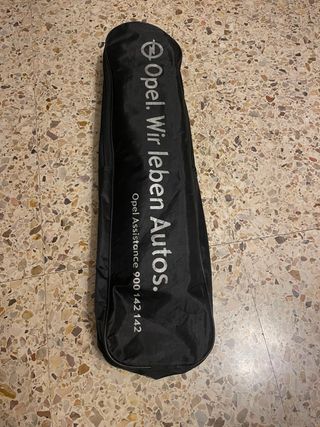 Opel. Wir leben Autos.
Opel Assistance 900 142 142